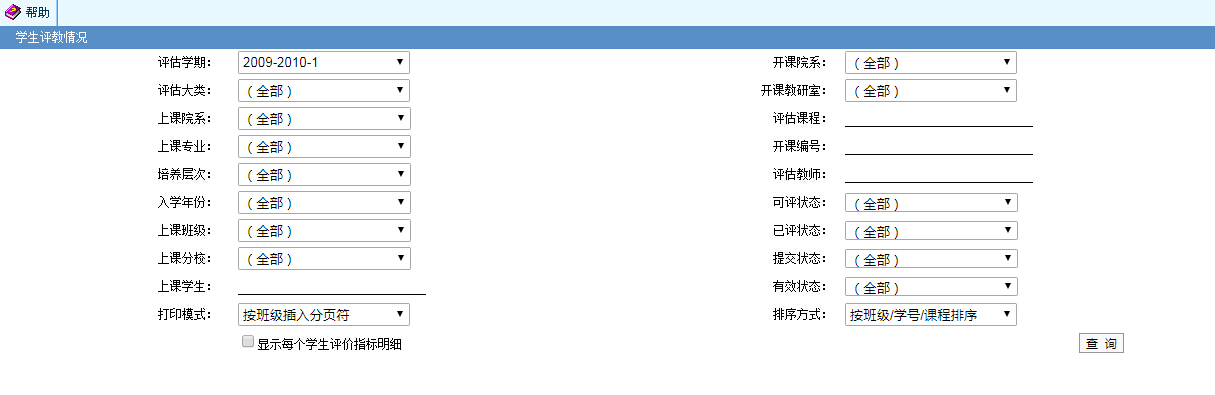 帮助
学生评教情况
评估学期： 2009-2010-1 开课院系： （全部）
评估大类： （全部） 开课教研室： （全部）
上课院系： （全部） 评估课程：
上课专业： （全部） 开课编号：
培养层次： （全部） 评估教师：
入学年份： （全部） 可评状态： （全部）
上课班级： （全部） 已评状态： （全部）
上课分校： （全部） 提交状态： （全部）
上课学生： 有效状态： （全部）
打印模式： 按班级插入分页符 排序方式： 按班级/学号/课程排序
显示每个学生评价指标明细 查 询